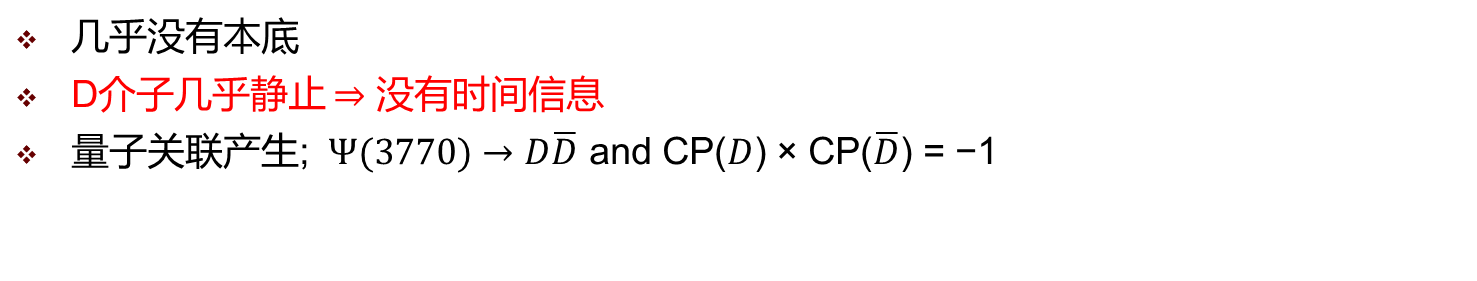 ❖ 几乎没有本底
❖ D介子几乎静止 ⇒ 没有时间信息
❖ 量子关联产生; Ψ(3770) → 𝐷𝐷̅ and CP(𝐷) × CP(𝐷̅) = −1